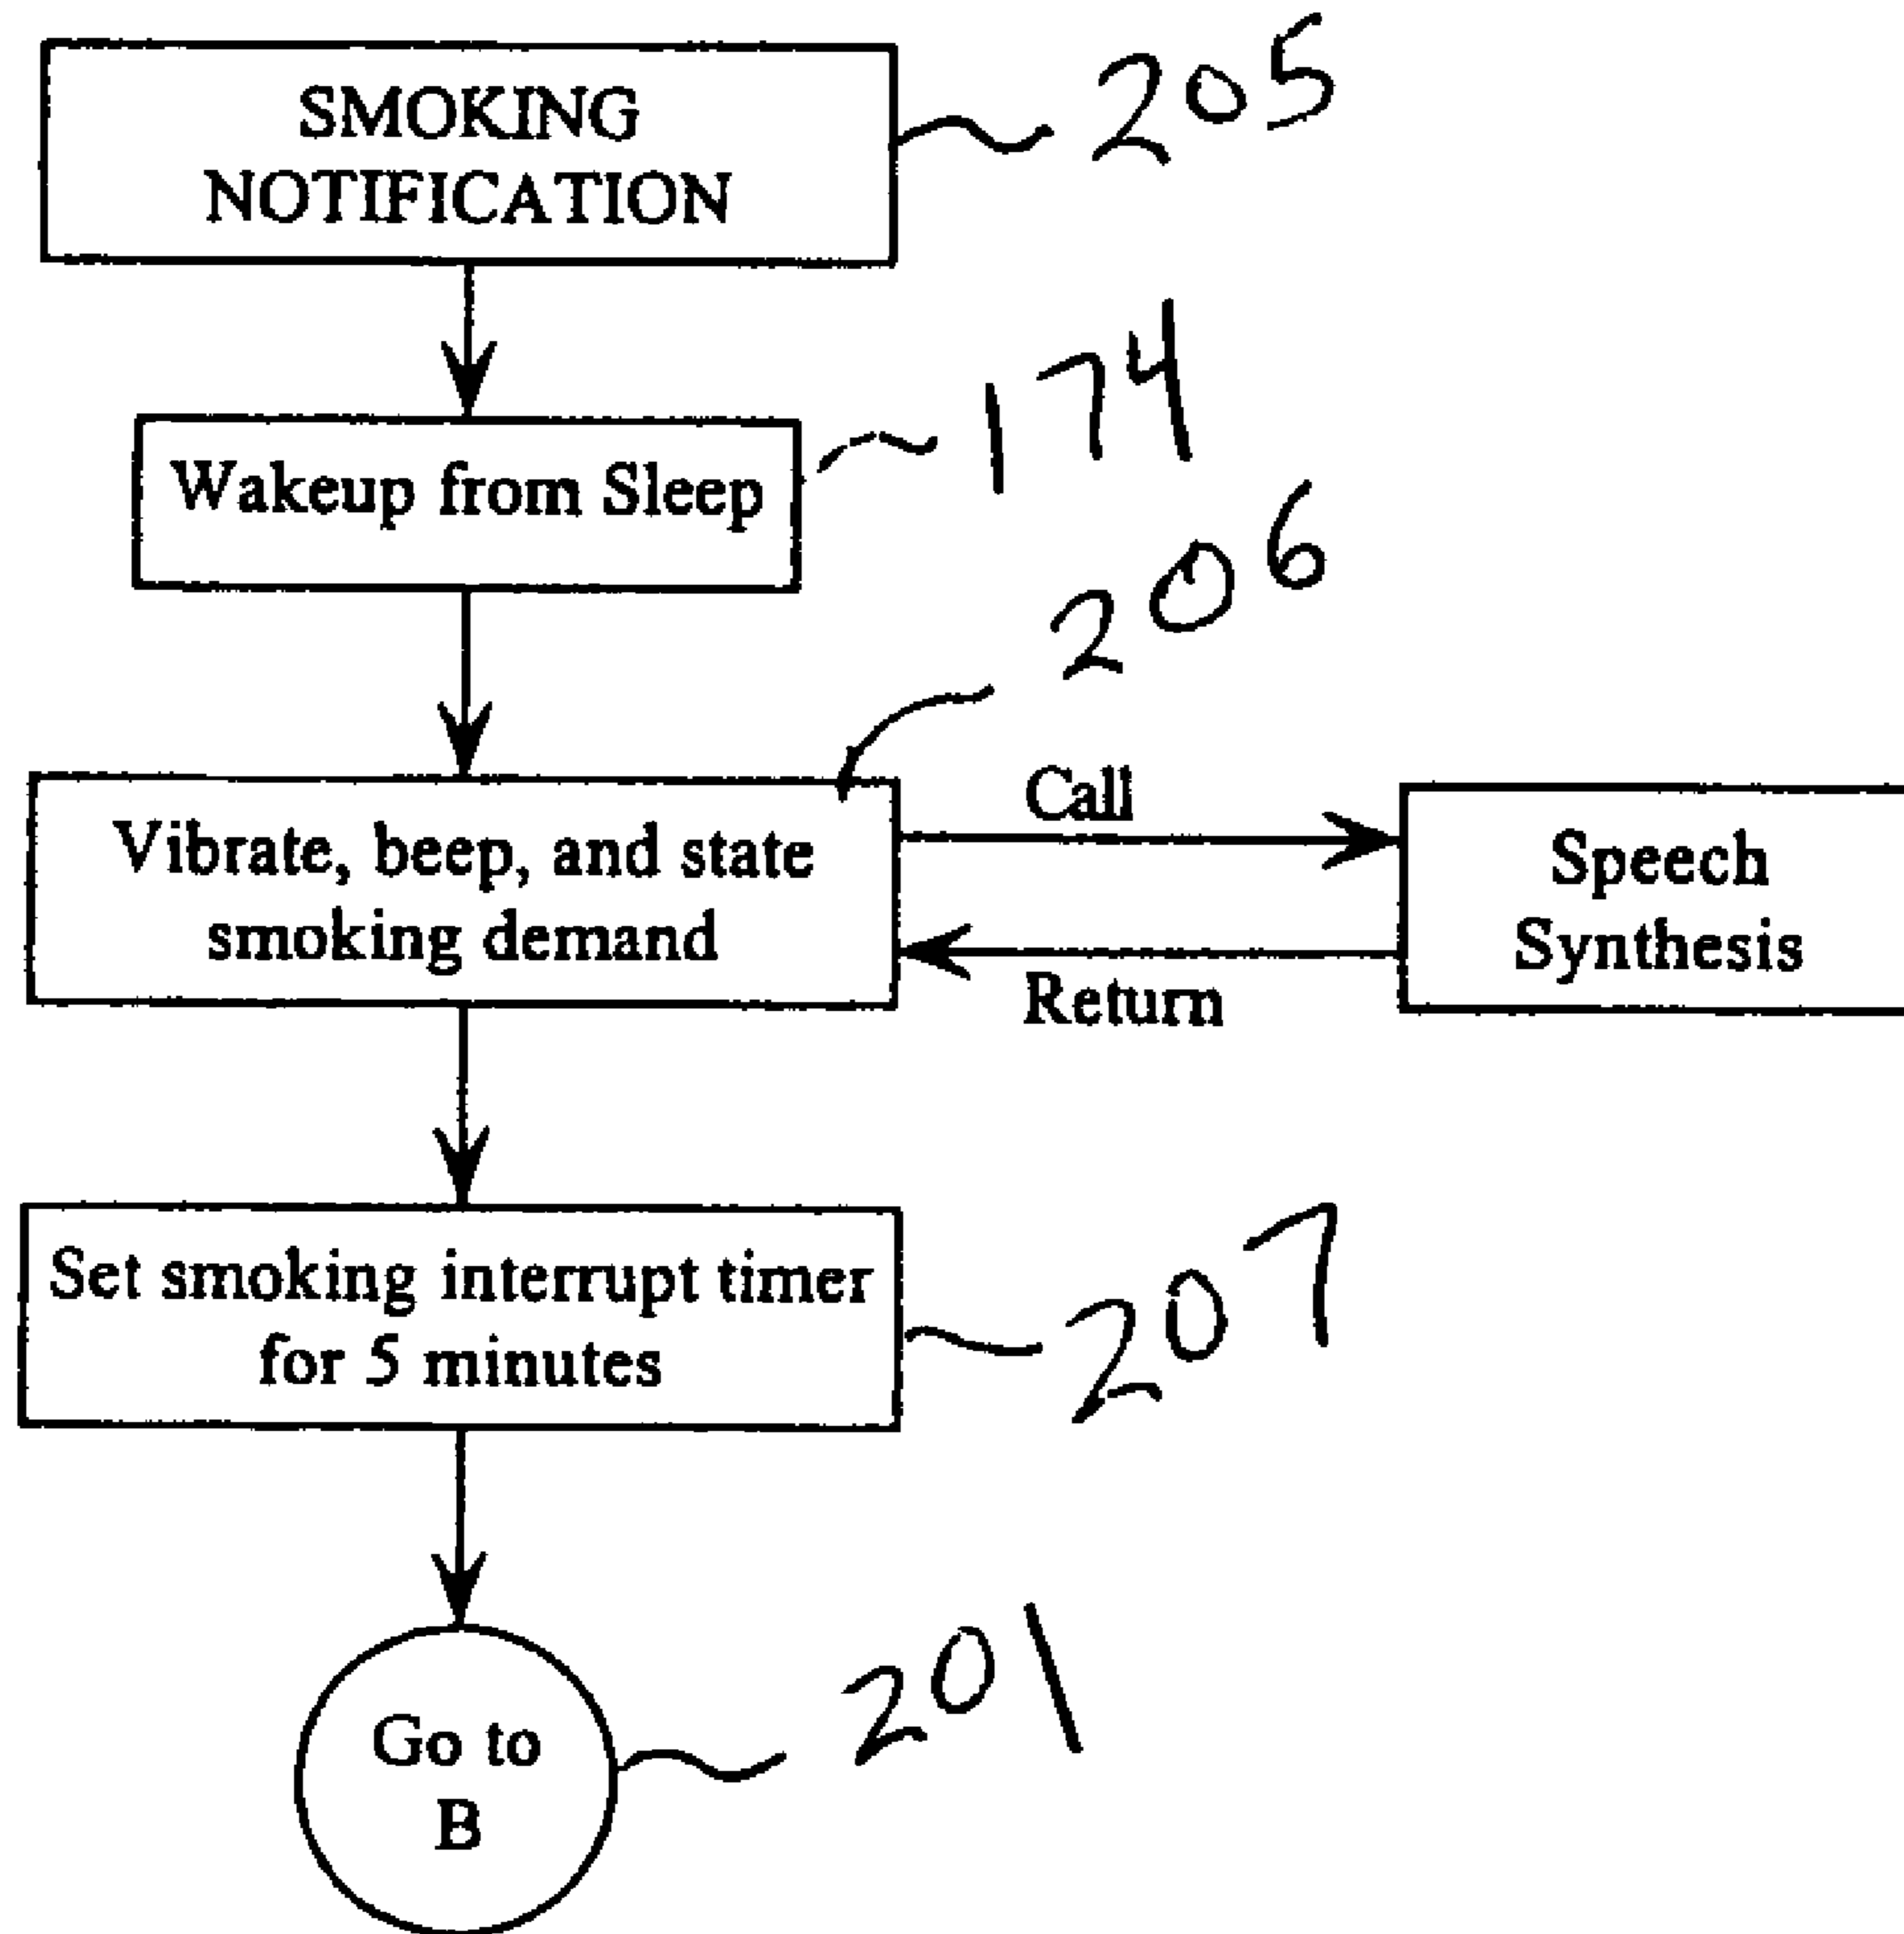 SMOKING
NOTIFICATION
205
Wakeup from Sleep
174
206
Vibrate, beep, and state
smoking demand
Call
Return
Speech
Synthesis
Set smoking interrupt timer
for 5 minutes
207
Go to
B
201